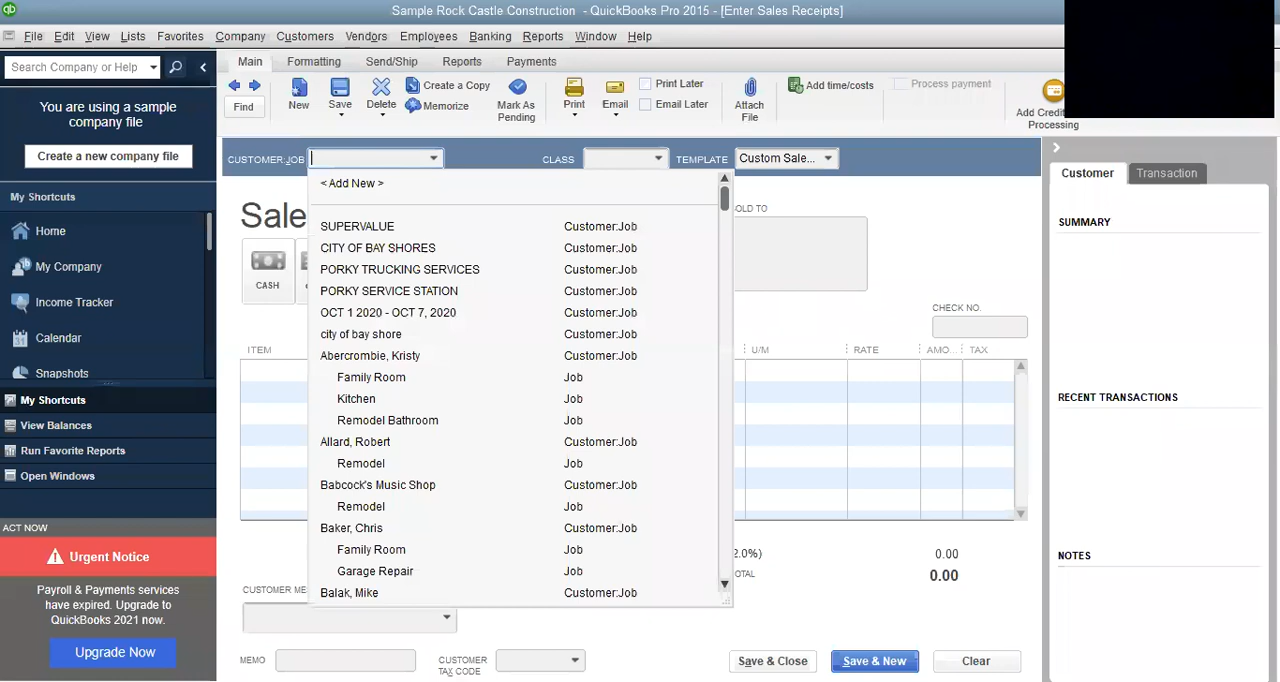 qb
Sample Rock Castle Construction - QuickBooks Pro 2015 - [Enter Sales Receipts]
File Edit View Lists Favorites Company Customers Vendors Employees Banking Reports Window Help
Search Company or Help
You are using a sample
company file
Create a new company file
My Shortcuts
Home
My Company
Income Tracker
Calendar
Snapshots
My Shortcuts
View Balances
Run Favorite Reports
Open Windows
ACT NOW
Urgent Notice
Payroll & Payments services
have expired. Upgrade to
QuickBooks 2021 now.
Upgrade Now
Main Formatting Send/Ship Reports Payments
Find
New
Save
Delete
Create a Copy
Memorize
Mark As
Pending
Print
Email
Print Later
Email Later
Attach
File
Add time/costs
Process payment
Add Credit
Processing
CUSTOMER:JOB
CLASS
TEMPLATE Custom Sale...
< Add New >
SUPERVALUE Customer:Job
CITY OF BAY SHORES Customer:Job
PORKY TRUCKING SERVICES Customer:Job
PORKY SERVICE STATION Customer:Job
OCT 1 2020 - OCT 7, 2020 Customer:Job
city of bay shore Customer:Job
Abercrombie, Kristy Customer:Job
Family Room Job
Kitchen Job
Remodel Bathroom Job
Allard, Robert Customer:Job
Remodel Job
Babcock's Music Shop Customer:Job
Remodel Job
Baker, Chris Customer:Job
Family Room Job
Garage Repair Job
Balak, Mike Customer:Job
Sale
CASH
OLD TO
CHECK NO.
ITEM U/M RATE AMO... TAX
2.0%) 0.00
OTAL 0.00
CUSTOMER ME
MEMO
CUSTOMER
TAX CODE
Save & Close
Save & New
Clear
Customer Transaction
SUMMARY
RECENT TRANSACTIONS
NOTES